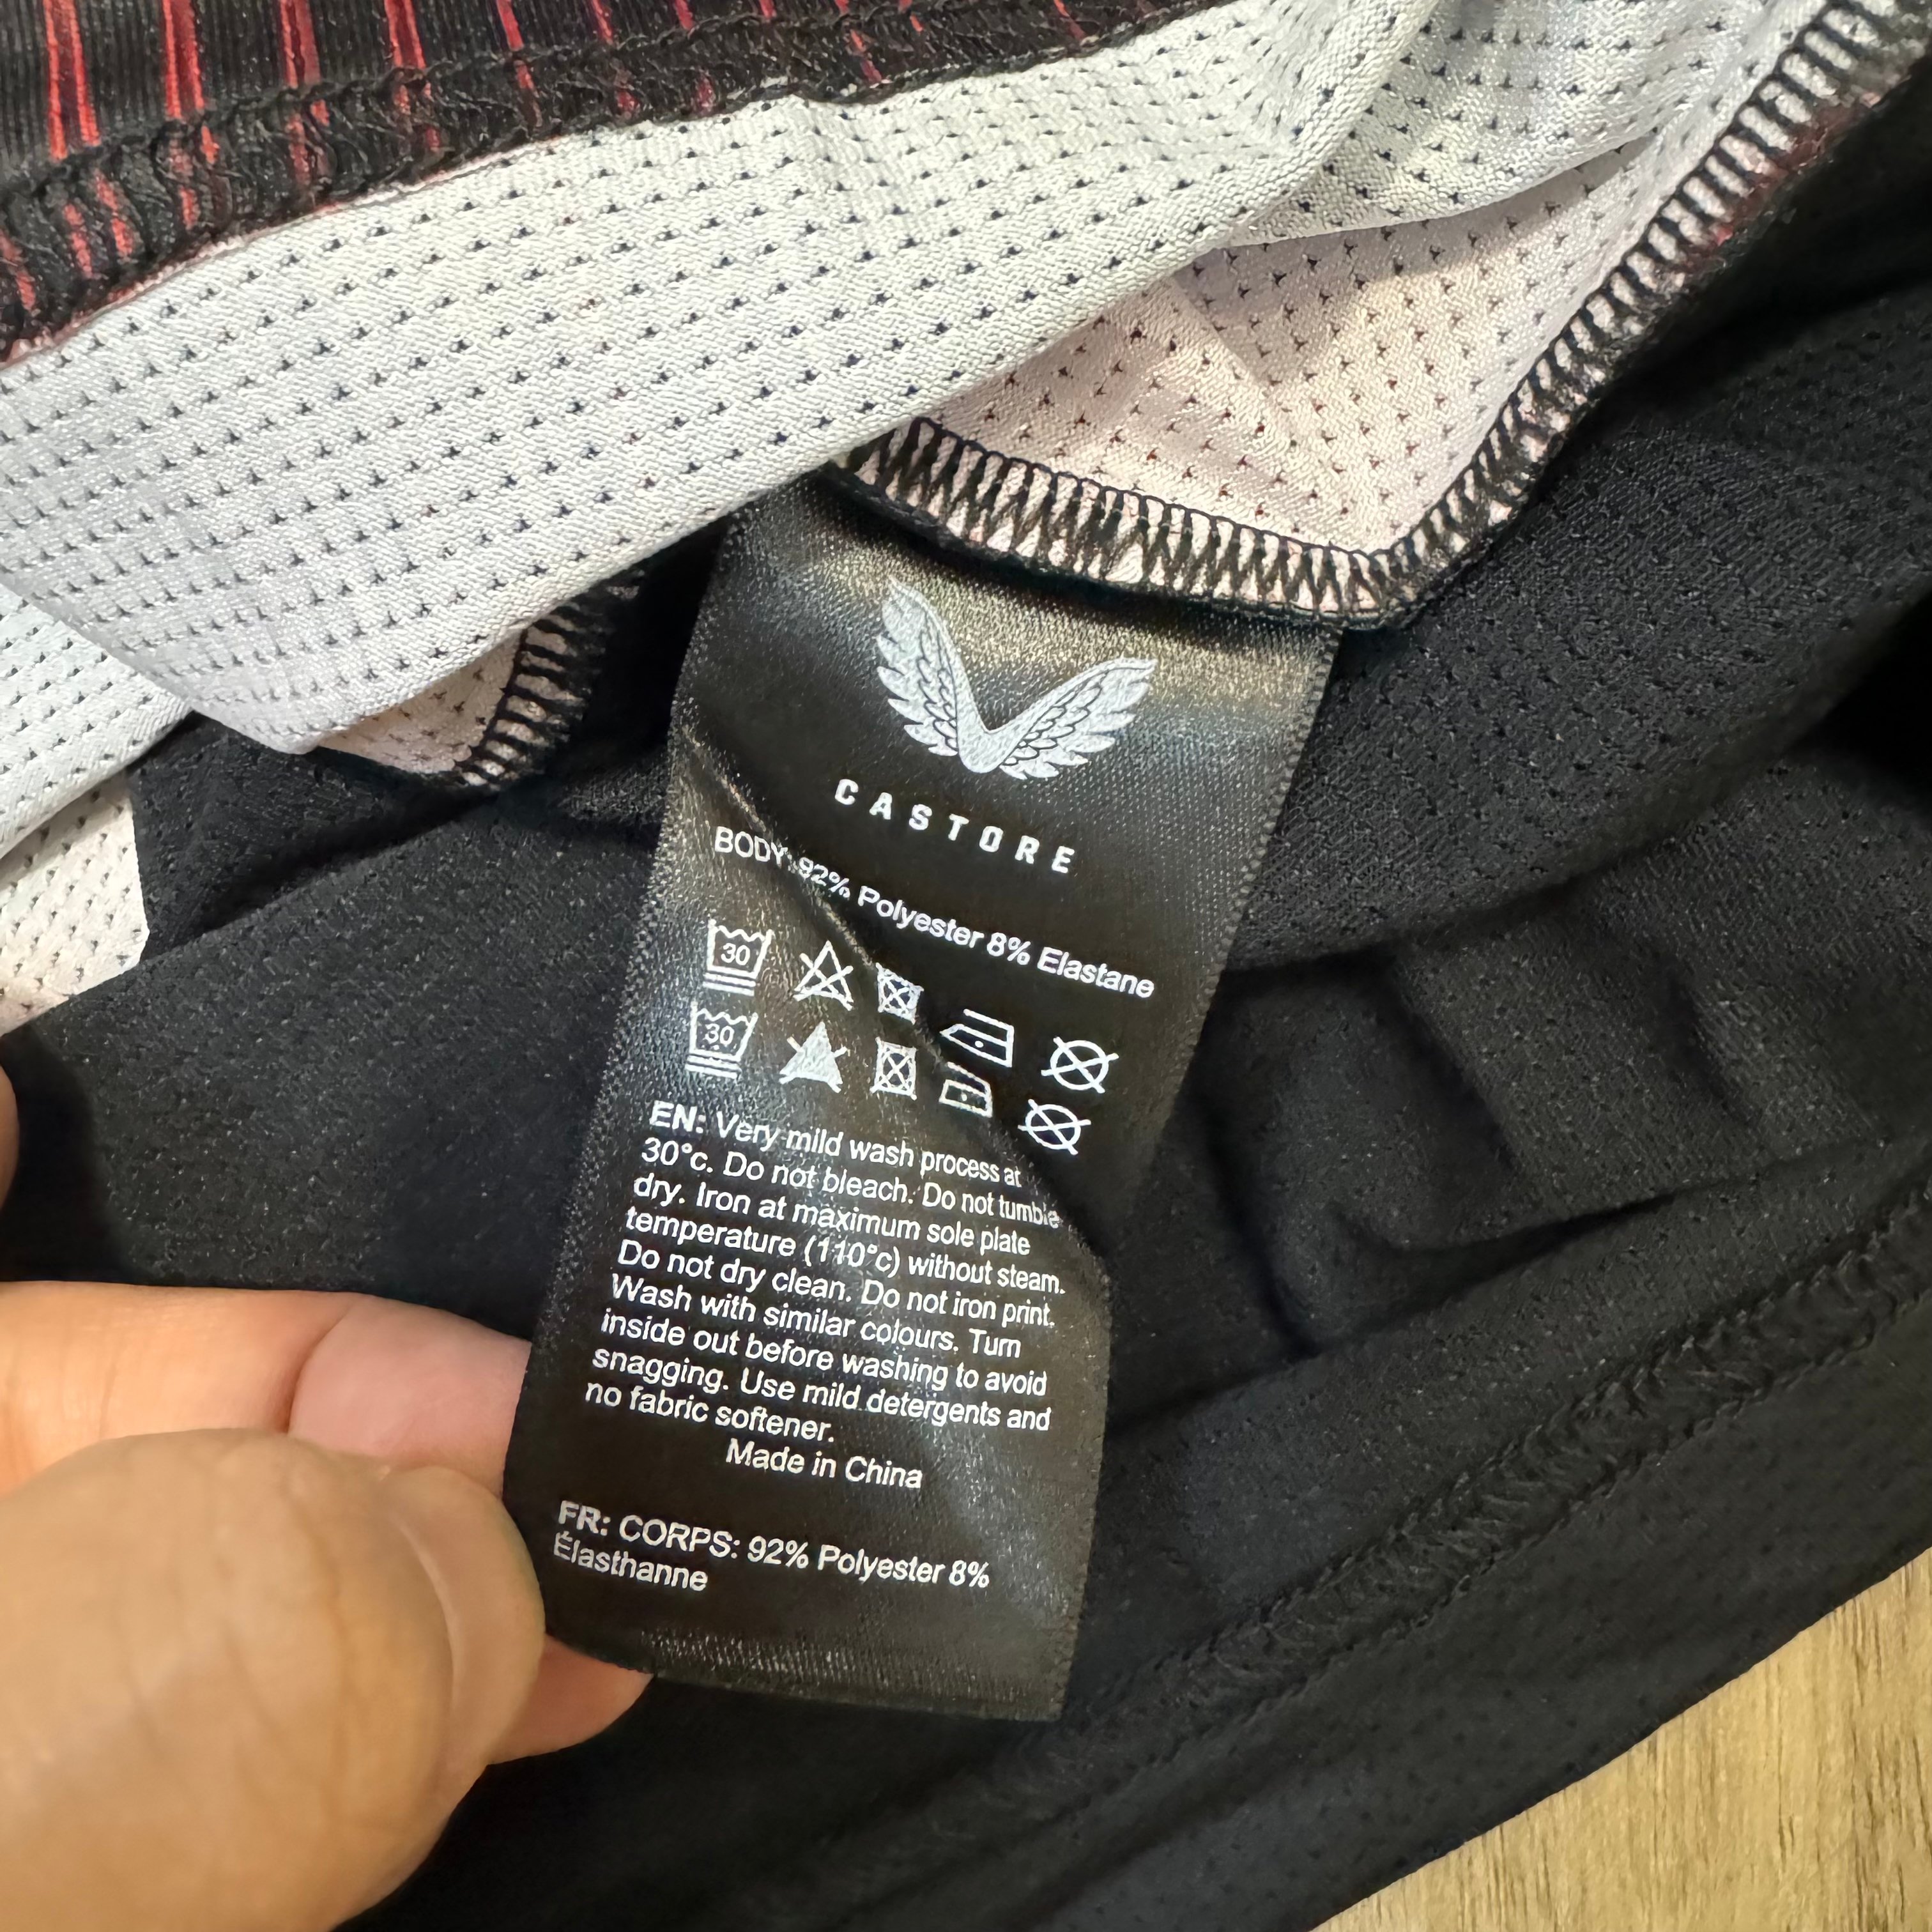 CASTORE
BODY: 92% Polyester 8% Elastane
30
30
EN: Very mild wash process at
30°c. Do not bleach. Do not tumble
dry. Iron at maximum sole plate
temperature (110°c) without steam.
Do not dry clean. Do not iron print.
Wash with similar colours. Turn
inside out before washing to avoid
snagging. Use mild detergents and
no fabric softener.
Made in China
FR: CORPS: 92% Polyester 8%
Élasthanne